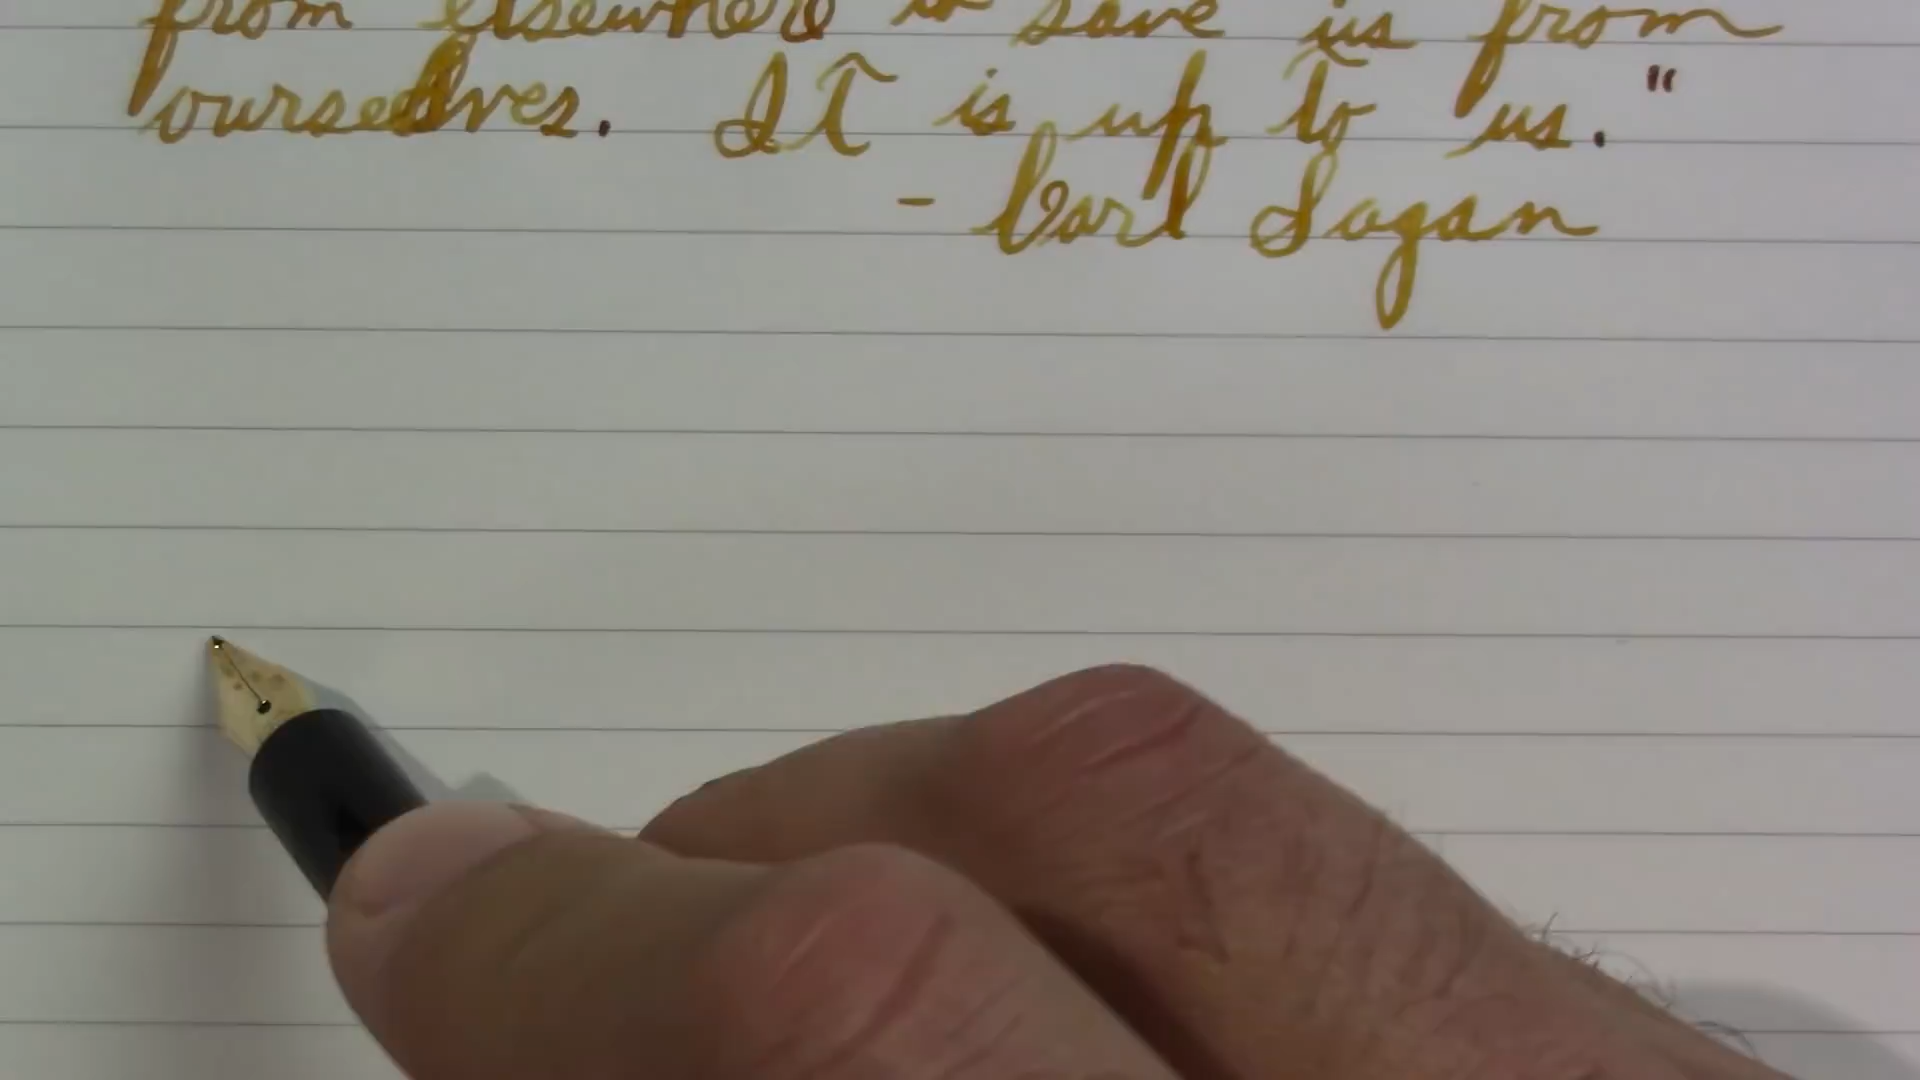 from elsewhere to save us from
ourselves. It is up to us."
- Carl Sagan